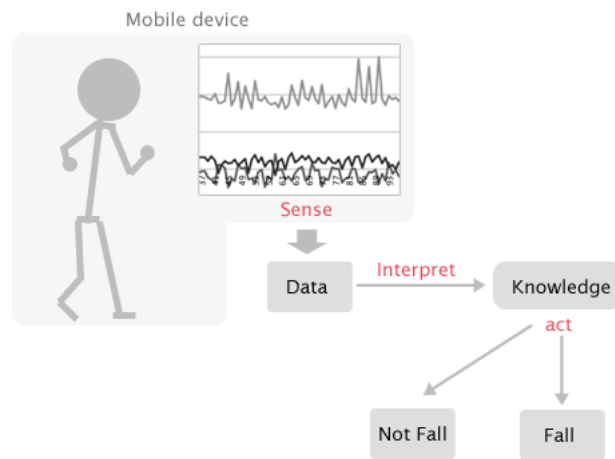 Mobile device
Sense
Data
Interpret
Knowledge
act
Not Fall
Fall